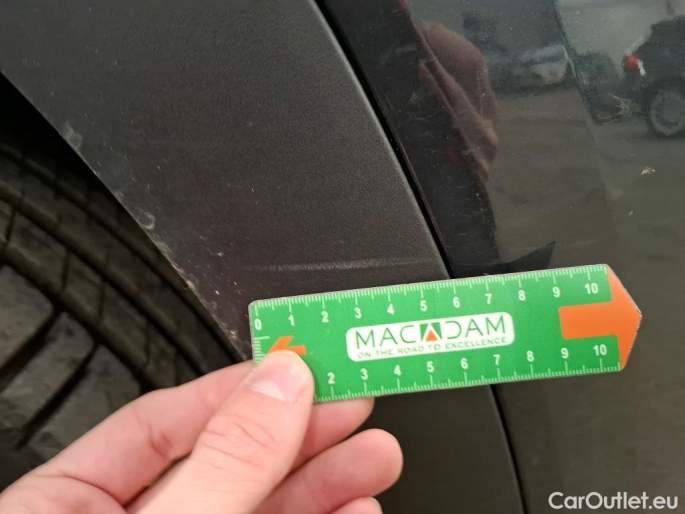 0 1 2 3 4 5 6 7 8 9 10
MACADAM
ON THE ROAD TO EXCELLENCE
2 3 4 5 6 7 8 9 10
CarOutlet.eu